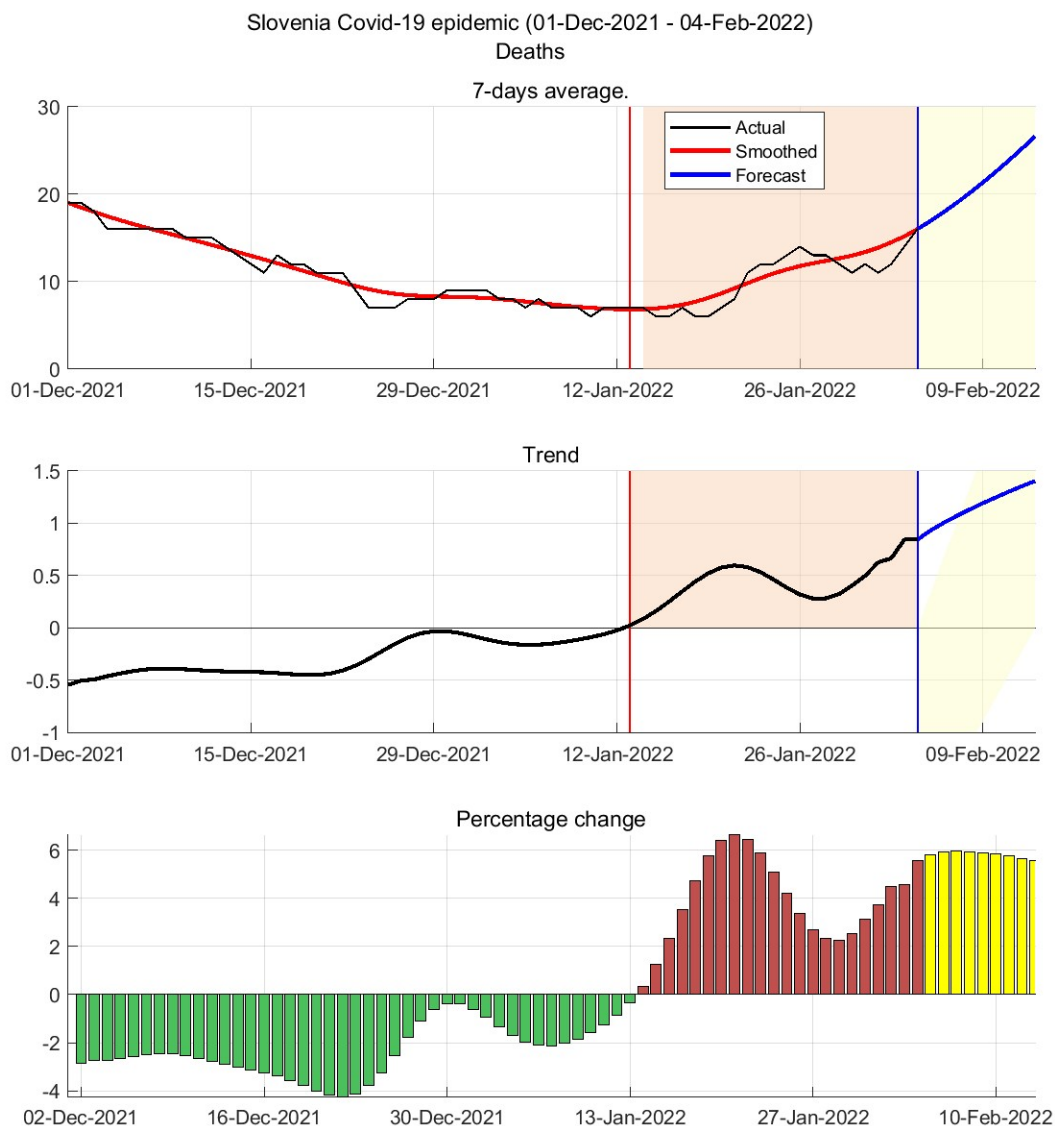 Slovenia Covid-19 epidemic (01-Dec-2021 - 04-Feb-2022)
Deaths
7-days average.
30
20
10
0
Actual
Smoothed
Forecast
01-Dec-2021 15-Dec-2021 29-Dec-2021 12-Jan-2022 26-Jan-2022 09-Feb-2022
Trend
1.5
1
0.5
0
-0.5
-1
01-Dec-2021 15-Dec-2021 29-Dec-2021 12-Jan-2022 26-Jan-2022 09-Feb-2022
Percentage change
6
4
2
0
-2
-4
02-Dec-2021 16-Dec-2021 30-Dec-2021 13-Jan-2022 27-Jan-2022 10-Feb-2022